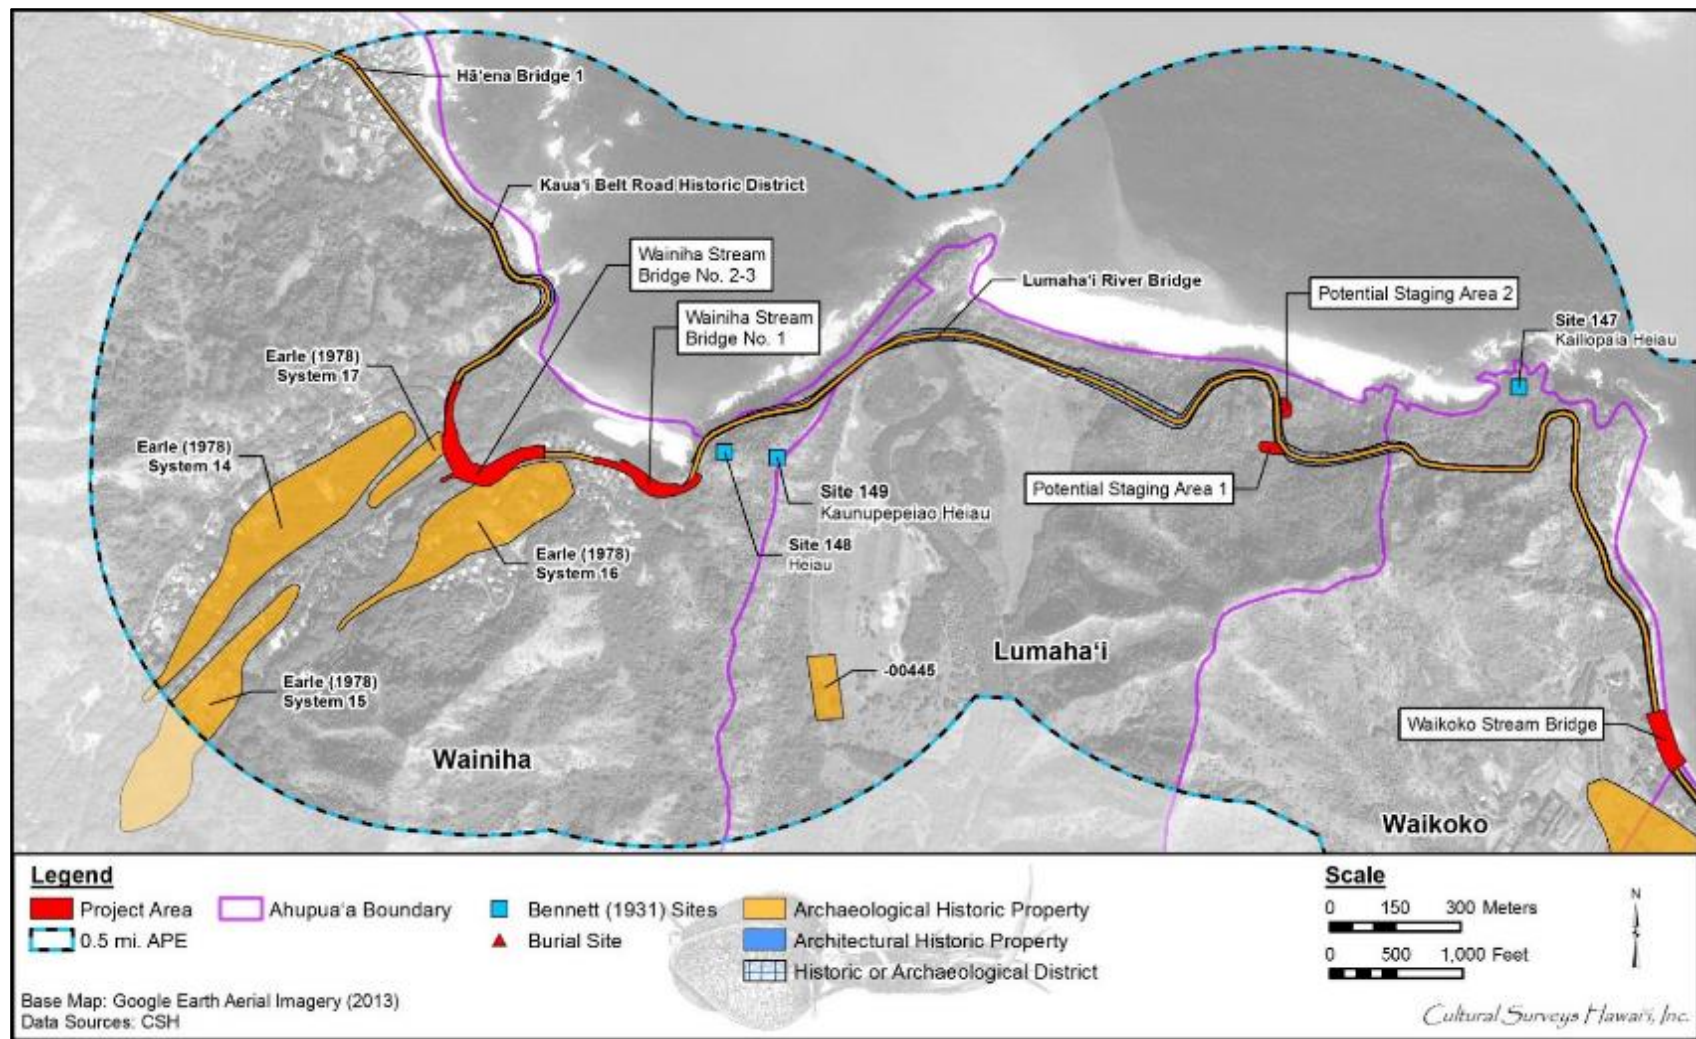 Hā'ena Bridge 1
Kaua'i Belt Road Historic District
Wainiha Stream
Bridge No. 2-3
Lumaha'i River Bridge
Potential Staging Area 2
Wainiha Stream
Bridge No. 1
Site 147
Kailiopaia Heiau
Earle (1978)
System 17
Earle (1978)
System 14
Potential Staging Area 1
Site 149
Kaunupepeiao Heiau
Site 148
Heiau
Earle (1978)
System 16
Lumaha'i
-00445
Earle (1978)
System 15
Waikoko Stream Bridge
Wainiha
Waikoko
Legend
Project Area
Ahupua'a Boundary
Bennett (1931) Sites
Archaeological Historic Property
0.5 mi. APE
Burial Site
Architectural Historic Property
Historic or Archaeological District
Scale
0 150 300 Meters
0 500 1,000 Feet
N
Base Map: Google Earth Aerial Imagery (2013)
Data Sources: CSH
Cultural Surveys Hawai'i, Inc.